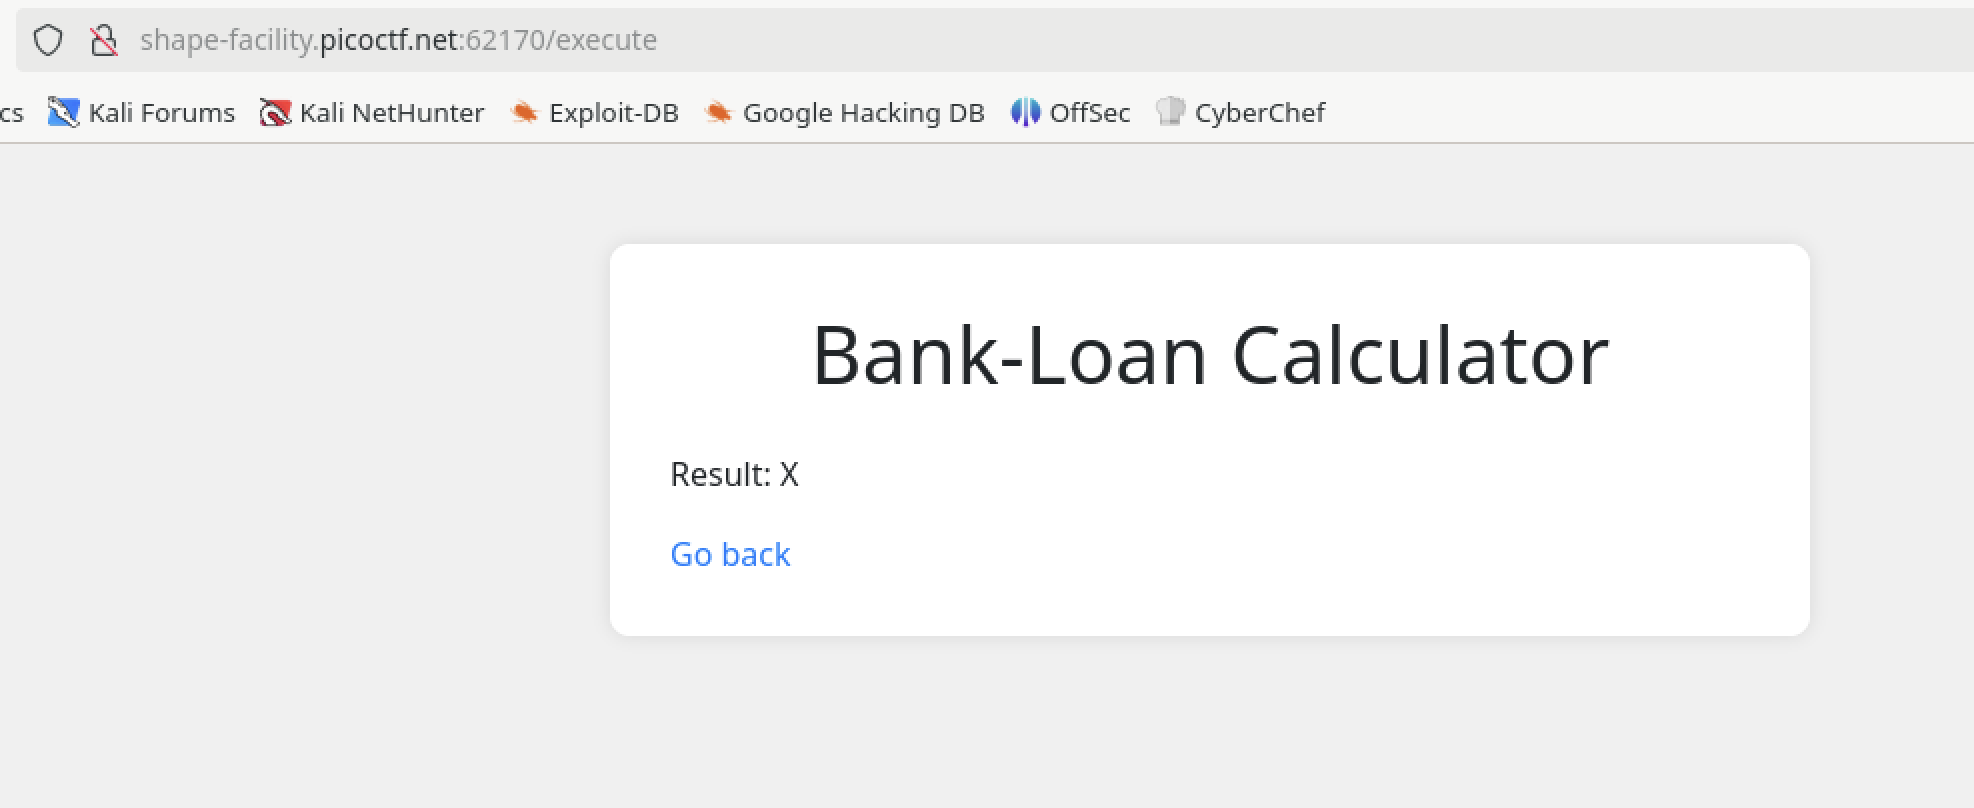 shape-facility.picoctf.net:62170/execute
cs Kali Forums Kali NetHunter Exploit-DB Google Hacking DB OffSec CyberChef
Bank-Loan Calculator
Result: X
Go back